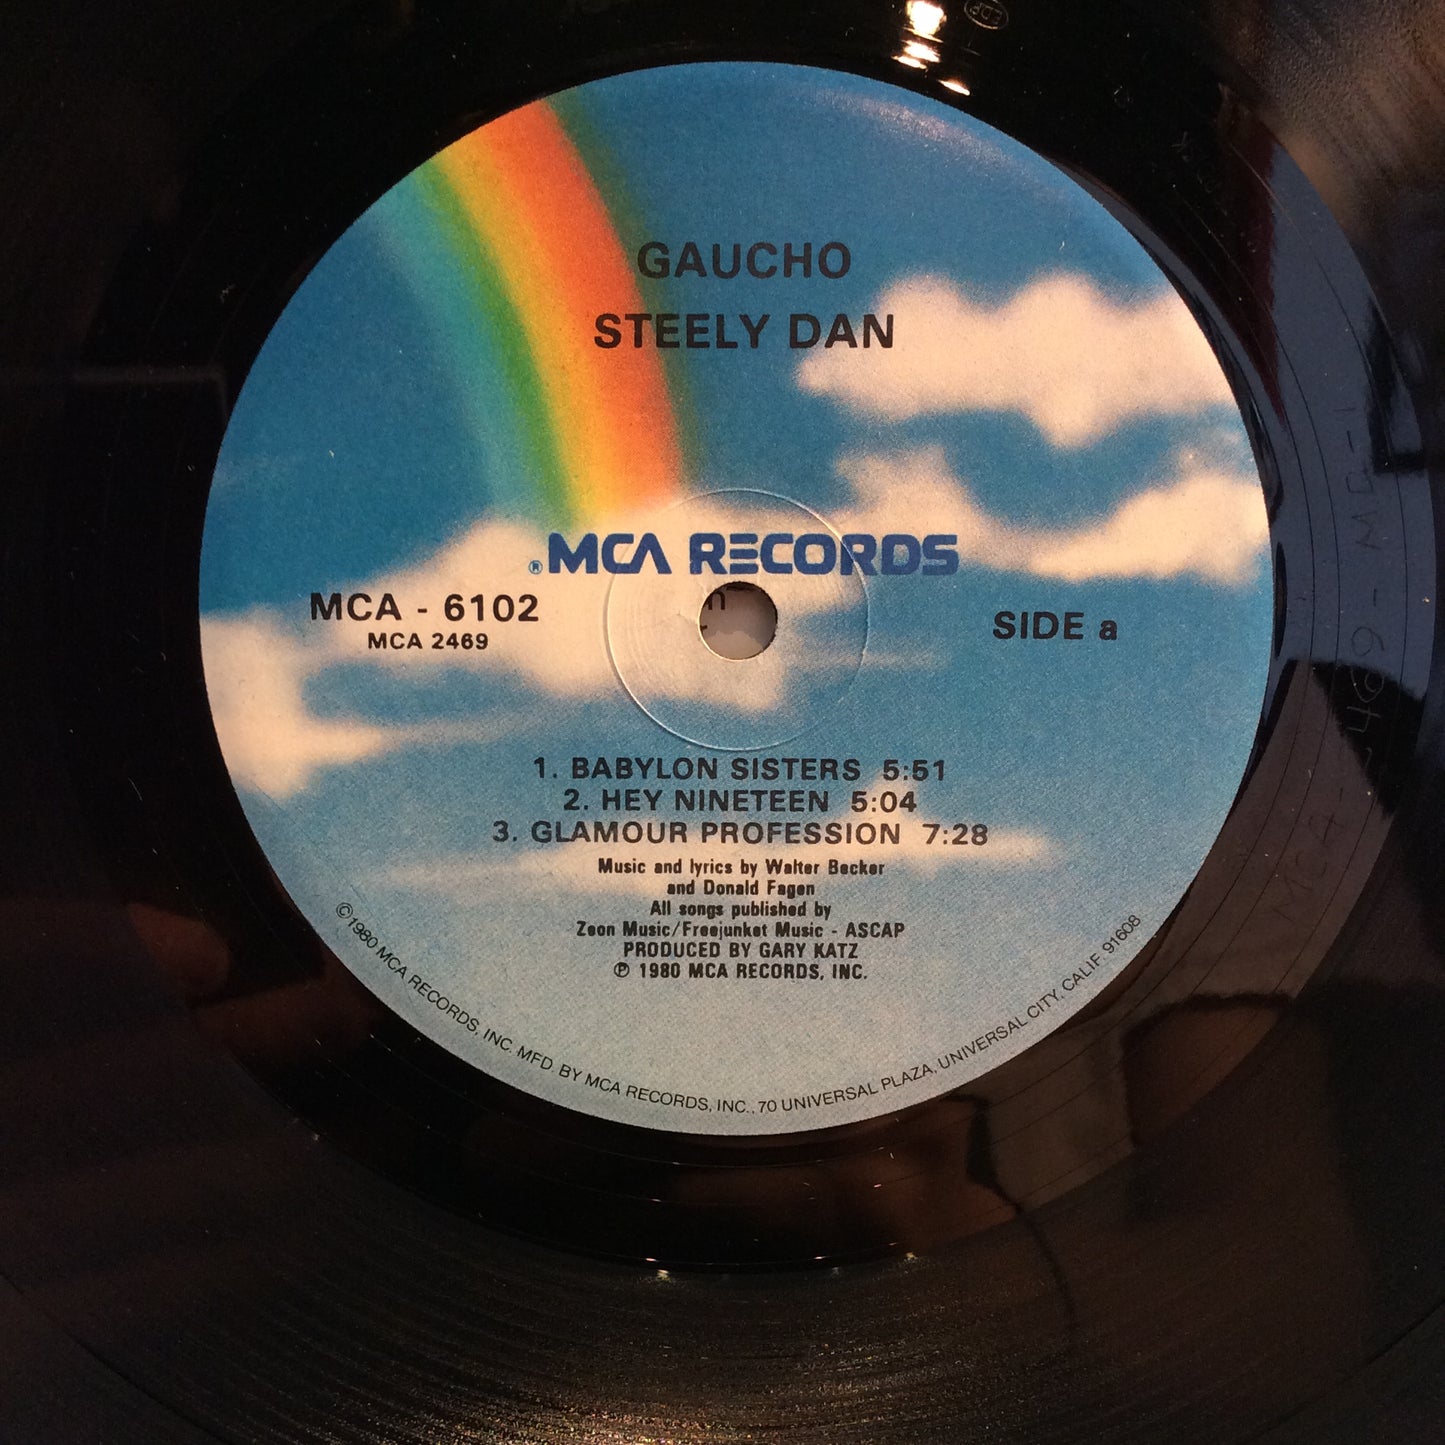 GAUCHO
STEELY DAN
® MCA RECORDS
MCA - 6102
MCA 2469
SIDE a
1. BABYLON SISTERS 5:51
2. HEY NINETEEN 5:04
3. GLAMOUR PROFESSION 7:28
Music and lyrics by Walter Becker
and Donald Fagen
All songs published by
Zeon Music/Freejunket Music - ASCAP
PRODUCED BY GARY KATZ
℗ 1980 MCA RECORDS, INC.
©1980 MCA RECORDS, INC. MFD. BY MCA RECORDS, INC., 70 UNIVERSAL PLAZA, UNIVERSAL CITY, CALIF 91608